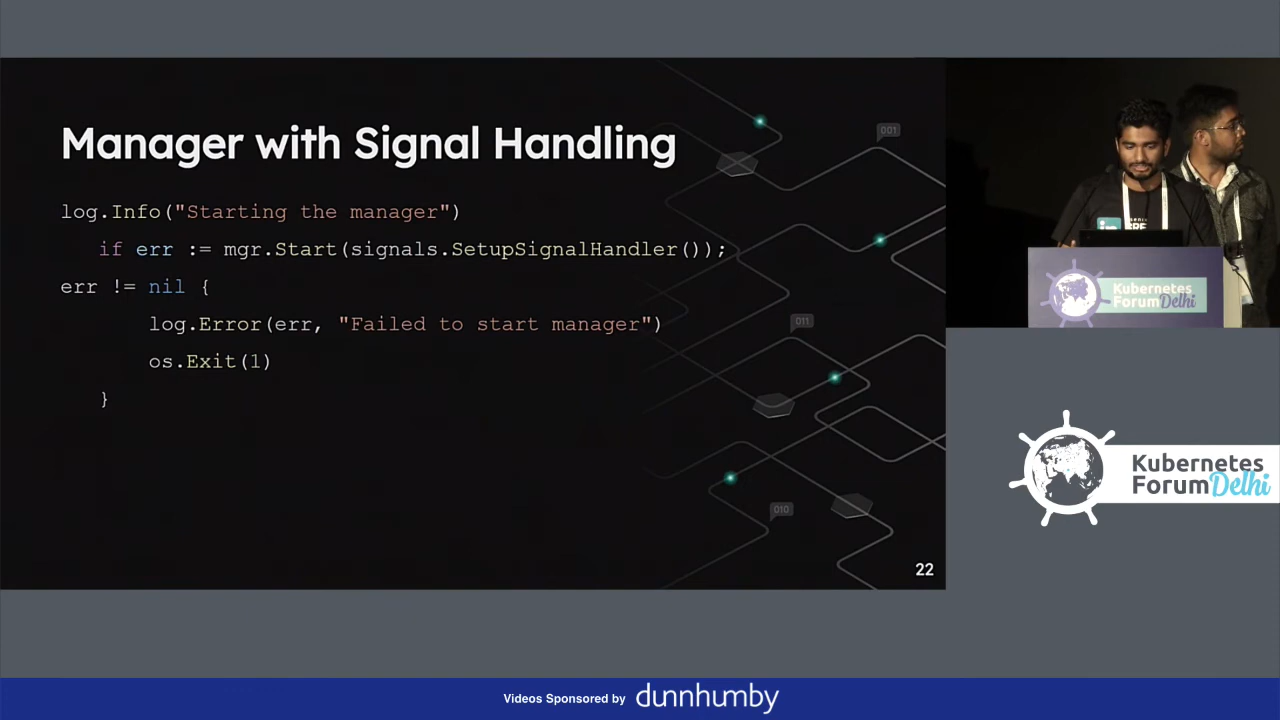 Manager with Signal Handling
log.Info("Starting the manager")
if err := mgr.Start(signals.SetupSignalHandler());
err != nil {
log.Error(err, "Failed to start manager")
os.Exit(1)
}
001
011
010
22
Kubernetes
Forum Delhi
Kubernetes
Forum Delhi
Videos Sponsored by dunnhumby